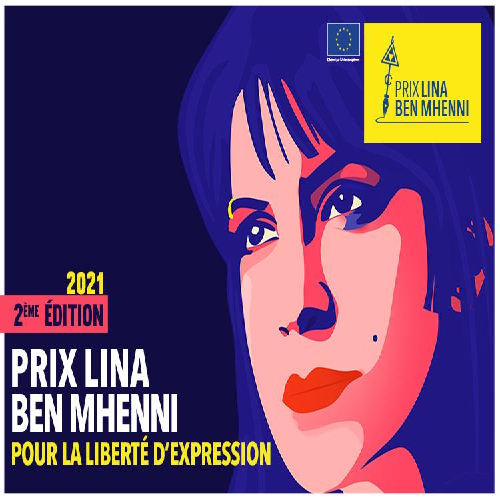 PRIX LINA
BEN MHENNI
2021
2ÈME ÉDITION
PRIX LINA
BEN MHENNI
POUR LA LIBERTÉ D'EXPRESSION